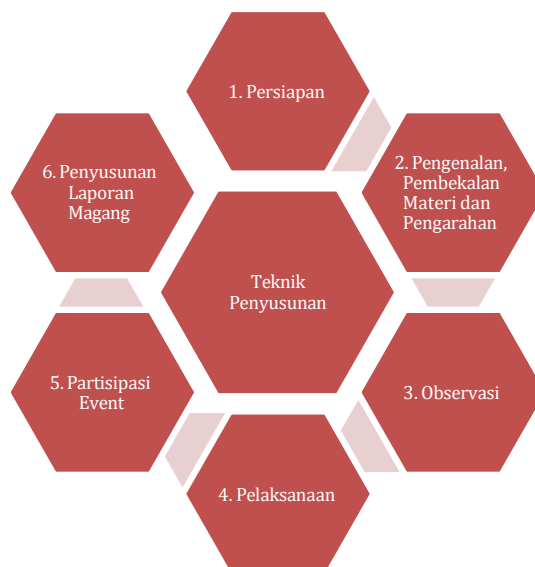 1. Persiapan
2. Pengenalan,
Pembekalan
Materi dan
Pengarahan
3. Observasi
4. Pelaksanaan
5. Partisipasi
Event
6. Penyusunan
Laporan
Magang
Teknik
Penyusunan